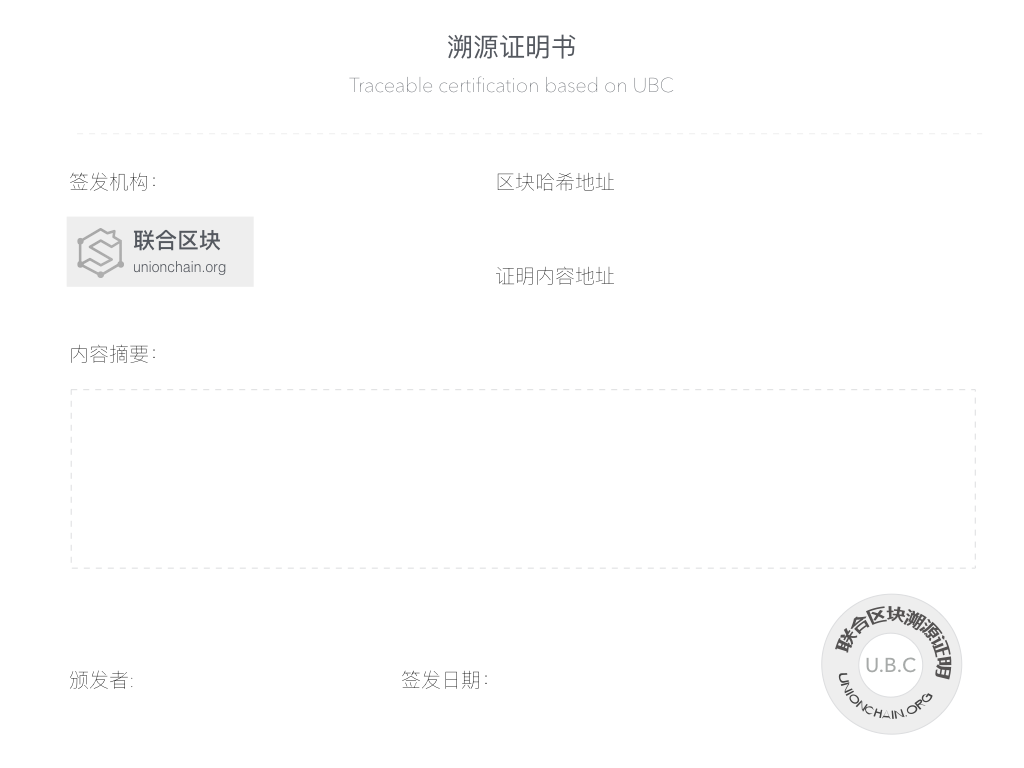 溯源证明书
Traceable certification based on UBC
签发机构：
区块哈希地址
联合区块
unionchain.org
证明内容地址
内容摘要：
颁发者:
签发日期：
联合区块溯源证明
U.B.C
UNIONCHAIN.ORG